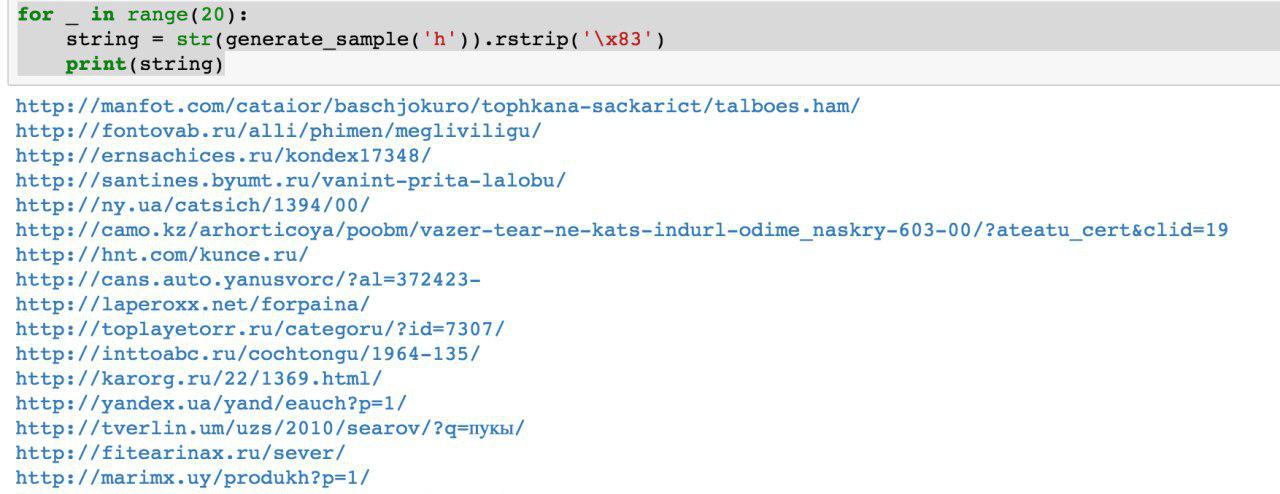 for _ in range(20):
    string = str(generate_sample('h')).rstrip('\x83')
    print(string)
http://manfot.com/cataior/baschjokuro/tophkana-sackarict/talboes.ham/
http://fontovab.ru/alli/phimen/megliviligu/
http://ernsachices.ru/kondex17348/
http://santines.byumt.ru/vanint-prita-lalobu/
http://ny.ua/catsich/1394/00/
http://camo.kz/arhorticoya/poobm/vazer-tear-ne-kats-indurl-odime_naskry-603-00/?ateatu_cert&clid=19
http://hnt.com/kunce.ru/
http://cans.auto.yanusvorc/?al=372423-
http://laperoxx.net/forpaina/
http://toplayetorr.ru/categoru/?id=7307/
http://inttoabc.ru/cochtongu/1964-135/
http://karorg.ru/22/1369.html/
http://yandex.ua/yand/eauch?p=1/
http://tverlin.um/uzs/2010/searov/?q=пукы/
http://fitearinax.ru/sever/
http://marimx.uy/produkh?p=1/